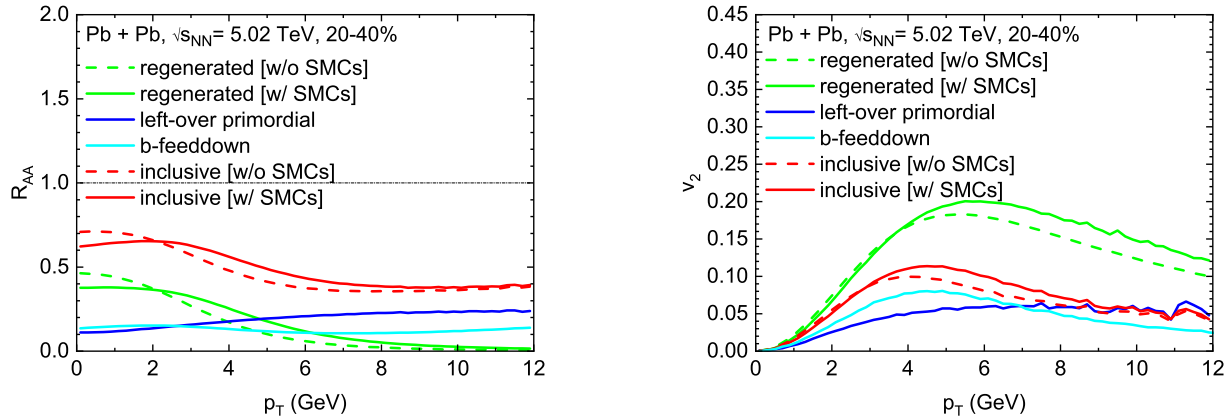 Pb + Pb, √sNN= 5.02 TeV, 20-40%
regenerated [w/o SMCs]
regenerated [w/ SMCs]
left-over primordial
b-feeddown
inclusive [w/o SMCs]
inclusive [w/ SMCs]
2.0
1.5
1.0
0.5
0.0
RAA
0 2 4 6 8 10 12
pT (GeV)
Pb + Pb, √sNN= 5.02 TeV, 20-40%
regenerated [w/o SMCs]
regenerated [w/ SMCs]
left-over primordial
b-feeddown
inclusive [w/o SMCs]
inclusive [w/ SMCs]
0.45
0.40
0.35
0.30
0.25
0.20
0.15
0.10
0.05
0.00
v2
0 2 4 6 8 10 12
pT (GeV)